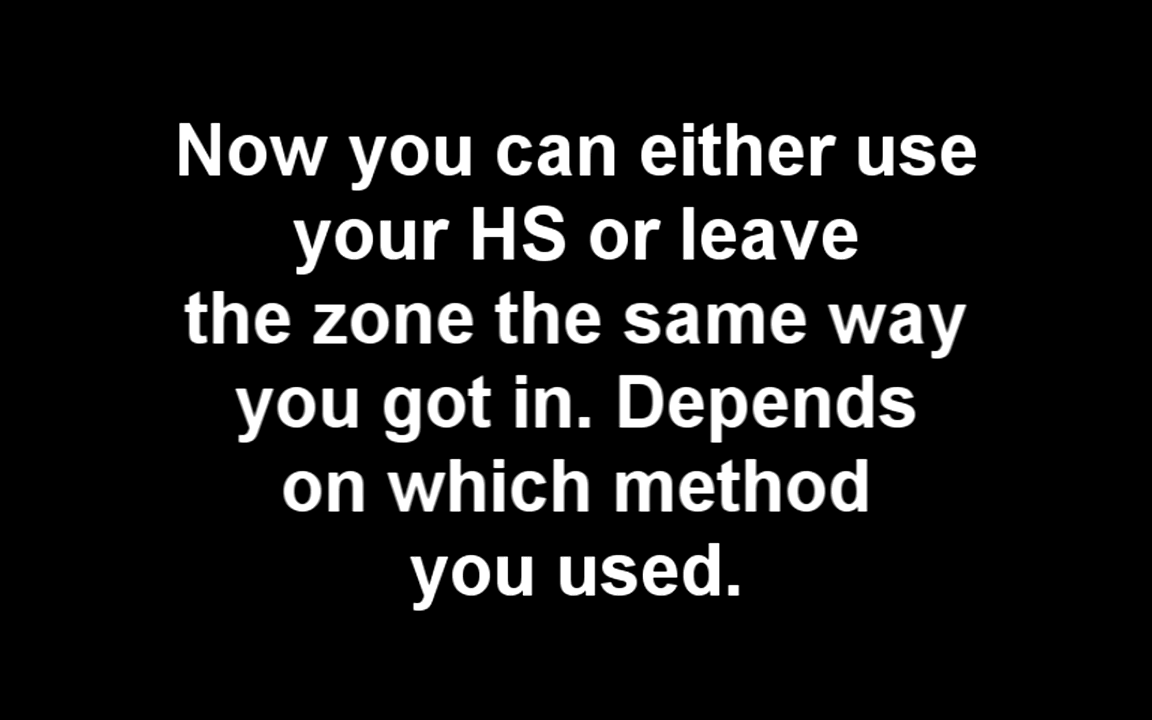 Now you can either use
your HS or leave
the zone the same way
you got in. Depends
on which method
you used.